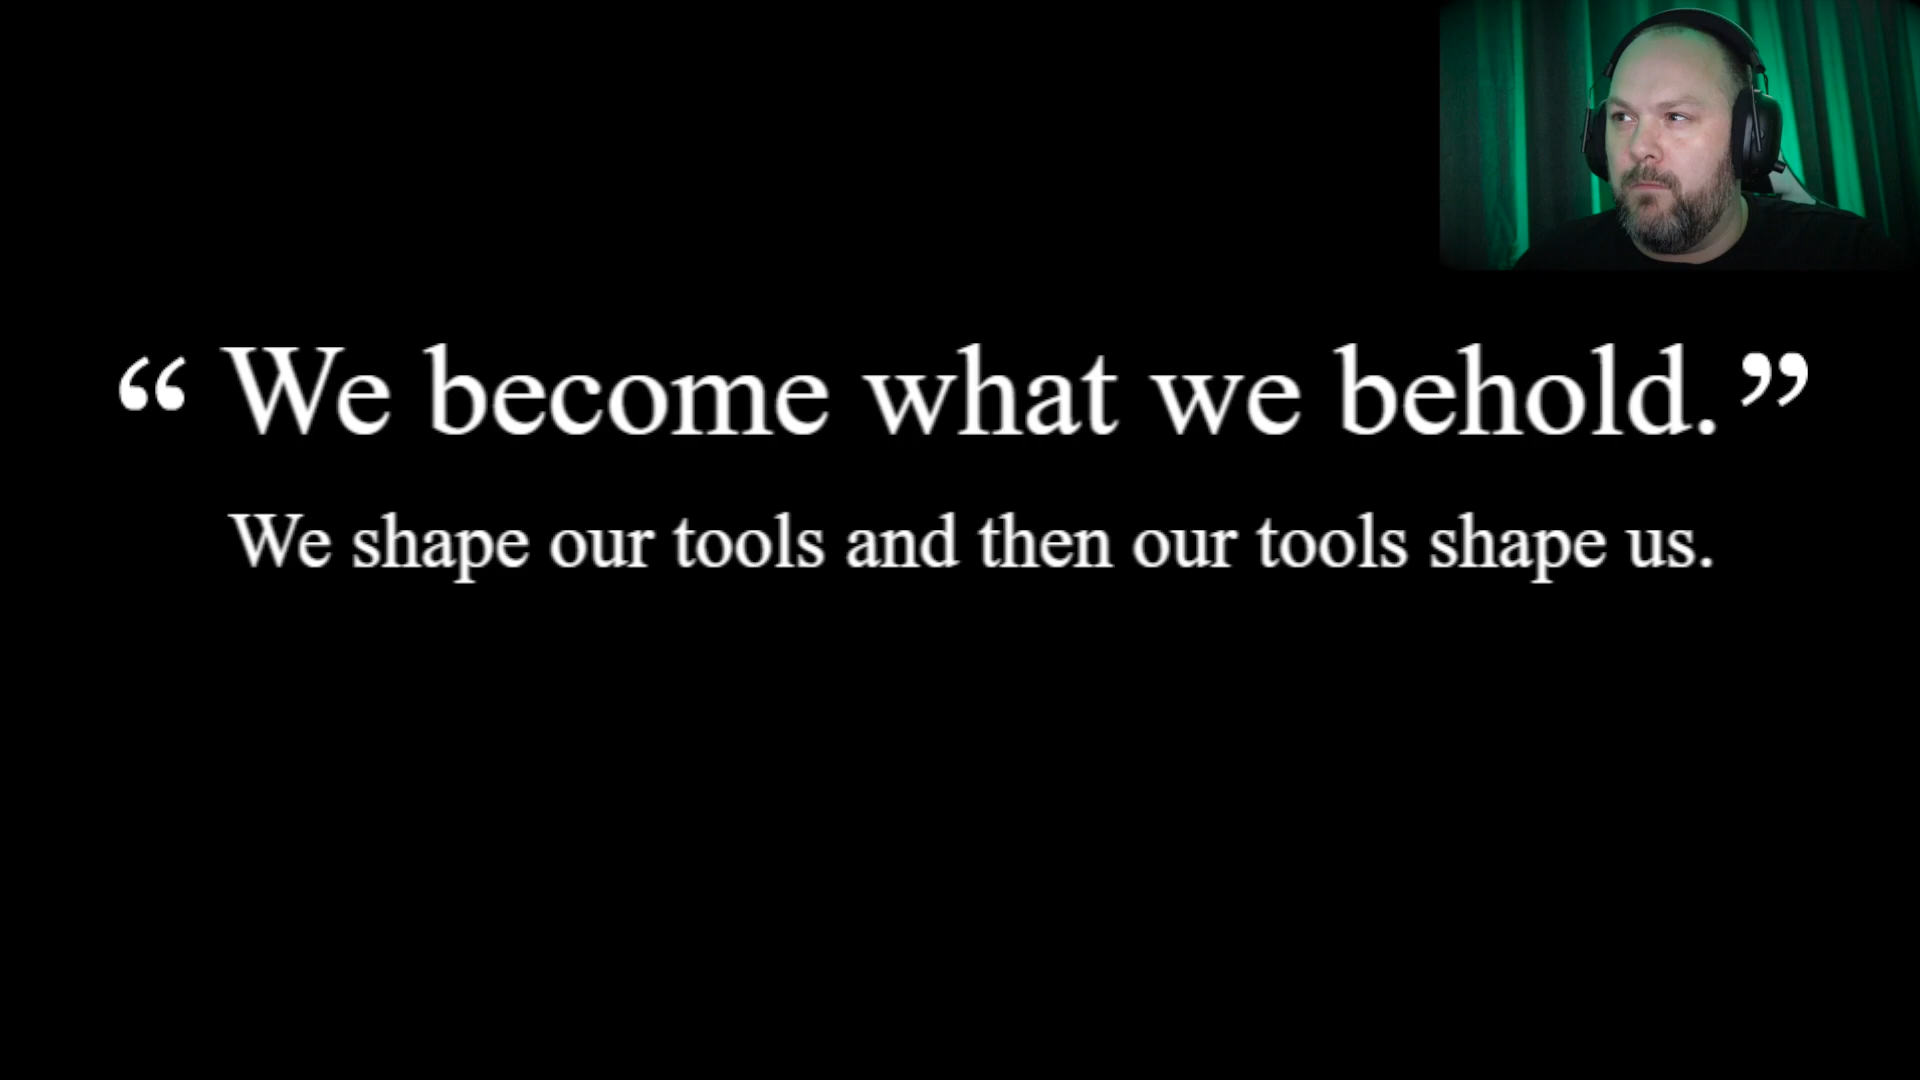 “ We become what we behold. ”
We shape our tools and then our tools shape us.